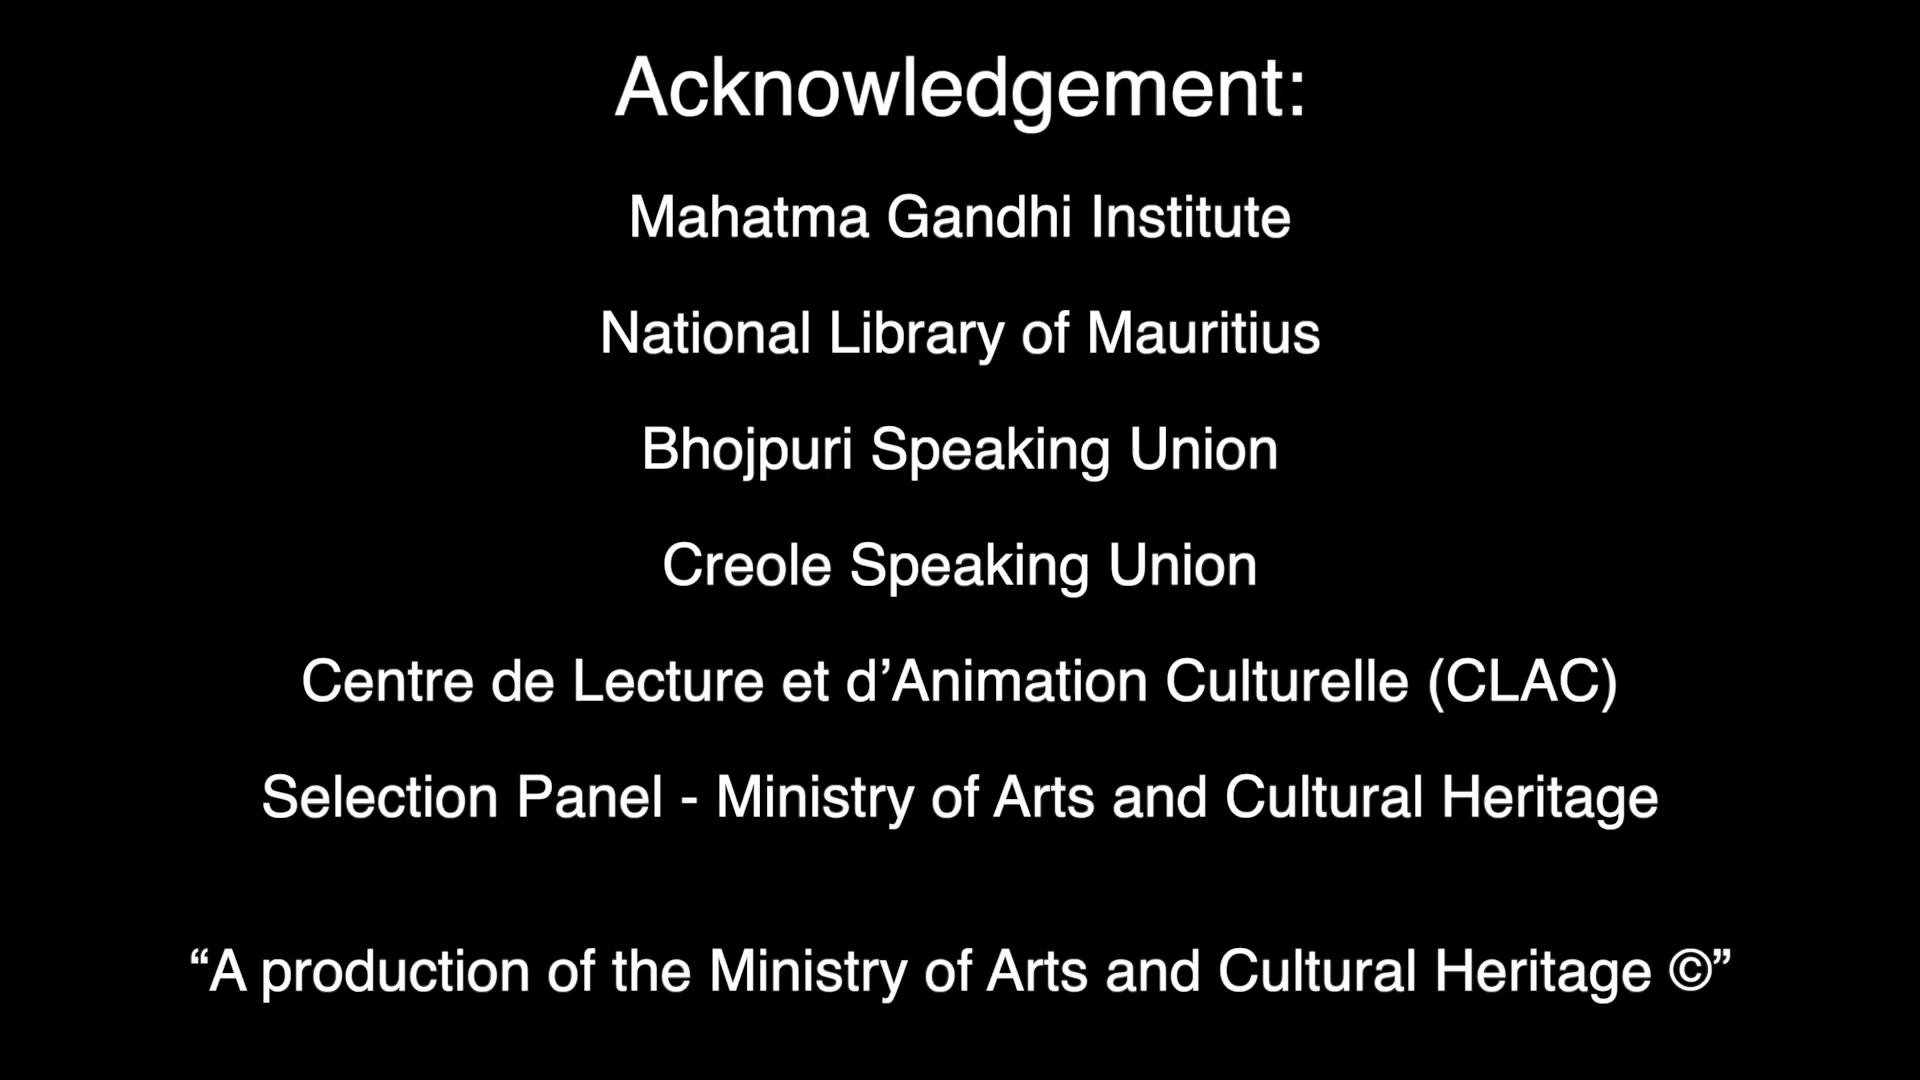 Acknowledgement:
Mahatma Gandhi Institute
National Library of Mauritius
Bhojpuri Speaking Union
Creole Speaking Union
Centre de Lecture et d’Animation Culturelle (CLAC)
Selection Panel - Ministry of Arts and Cultural Heritage
“A production of the Ministry of Arts and Cultural Heritage ©”